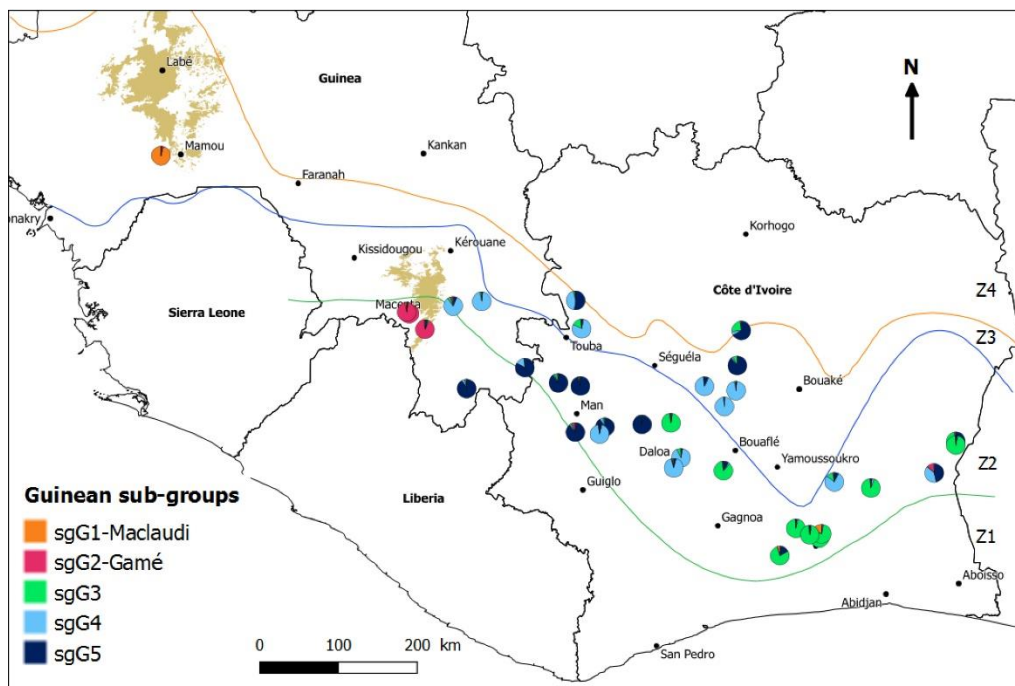 N
Labé
Guinea
Mamou
Kankan
Faranah
onakry
Korhogo
Kissidougou
Kérouane
Côte d'Ivoire
Z4
Macenta
Sierra Leone
Z3
Touba
Séguéla
Bouaké
Man
Bouaflé
Daloa
Yamoussoukro
Z2
Guiglo
Liberia
Guinean sub-groups
sgG1-Maclaudi
sgG2-Gamé
sgG3
sgG4
sgG5
Gagnoa
Z1
Aboisso
Abidjan
San Pedro
0 100 200 km